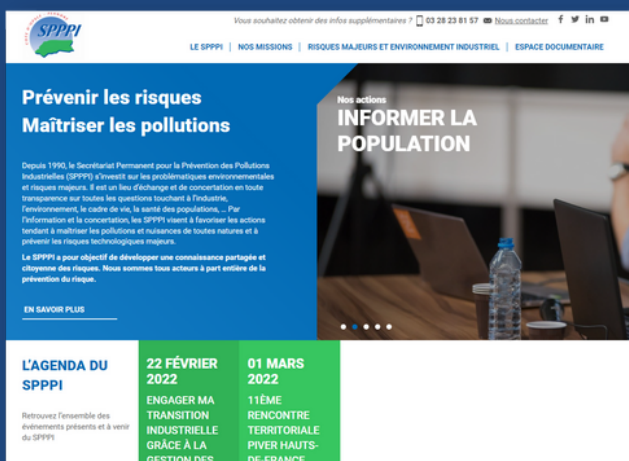 Vous souhaitez obtenir des infos supplémentaires ? 03 28 23 81 57 Nous contacter
SPPPI
LE SPPPI | NOS MISSIONS | RISQUES MAJEURS ET ENVIRONNEMENT INDUSTRIEL | ESPACE DOCUMENTAIRE
Prévenir les risques
Maîtriser les pollutions
Depuis 1990, le Secrétariat Permanent pour la Prévention des Pollutions
Industrielles (SPPPI) s'investit sur les problématiques environnementales
et risques majeurs. Il est un lieu d'échange et de concertation en toute
transparence sur toutes les questions touchant à l'industrie,
l'environnement, le cadre de vie, la santé des populations, ... Par
l'information et la concertation, les SPPPI visent à favoriser les actions
tendant à maîtriser les pollutions et nuisances de toutes natures et à
prévenir les risques technologiques majeurs.
Le SPPPI a pour objectif de développer une connaissance partagée et
citoyenne des risques. Nous sommes tous acteurs à part entière de la
prévention du risque.
EN SAVOIR PLUS
Nos actions
INFORMER LA
POPULATION
L'AGENDA DU
SPPPI
Retrouvez l'ensemble des
événements présents et à venir
du SPPPI
22 FÉVRIER
2022
ENGAGER MA
TRANSITION
INDUSTRIELLE
GRÂCE À LA
GESTION DES
01 MARS
2022
11ÈME
RENCONTRE
TERRITORIALE
PIVER HAUTS-
DE-FRANCE